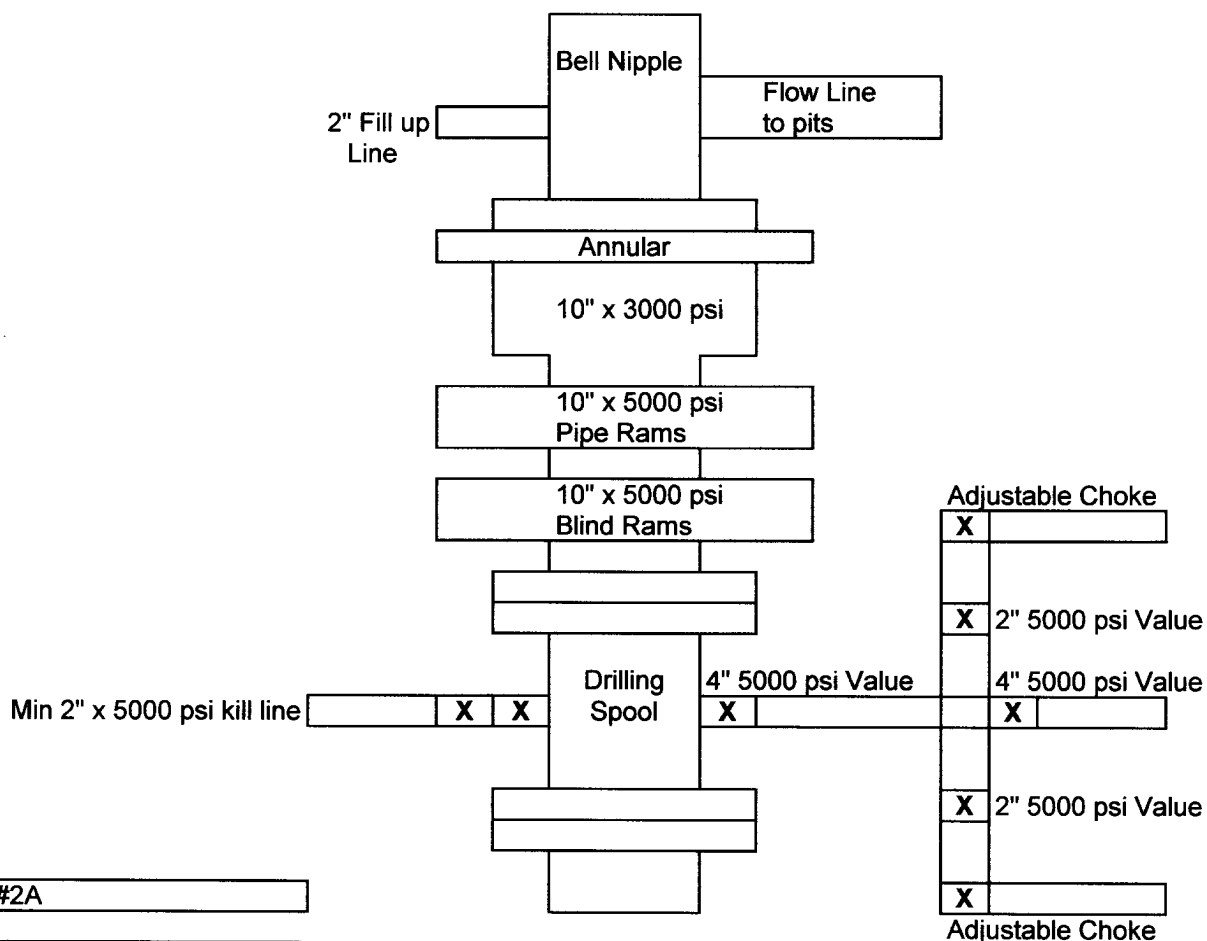 Bell Nipple
Flow Line
to pits
2" Fill up
Line
Annular
10" x 3000 psi
10" x 5000 psi
Pipe Rams
10" x 5000 psi
Blind Rams
Adjustable Choke
X
X 2" 5000 psi Value
Drilling
Spool
4" 5000 psi Value
4" 5000 psi Value
Min 2" x 5000 psi kill line
X X
X
X
X 2" 5000 psi Value
#2A
X
Adjustable Choke